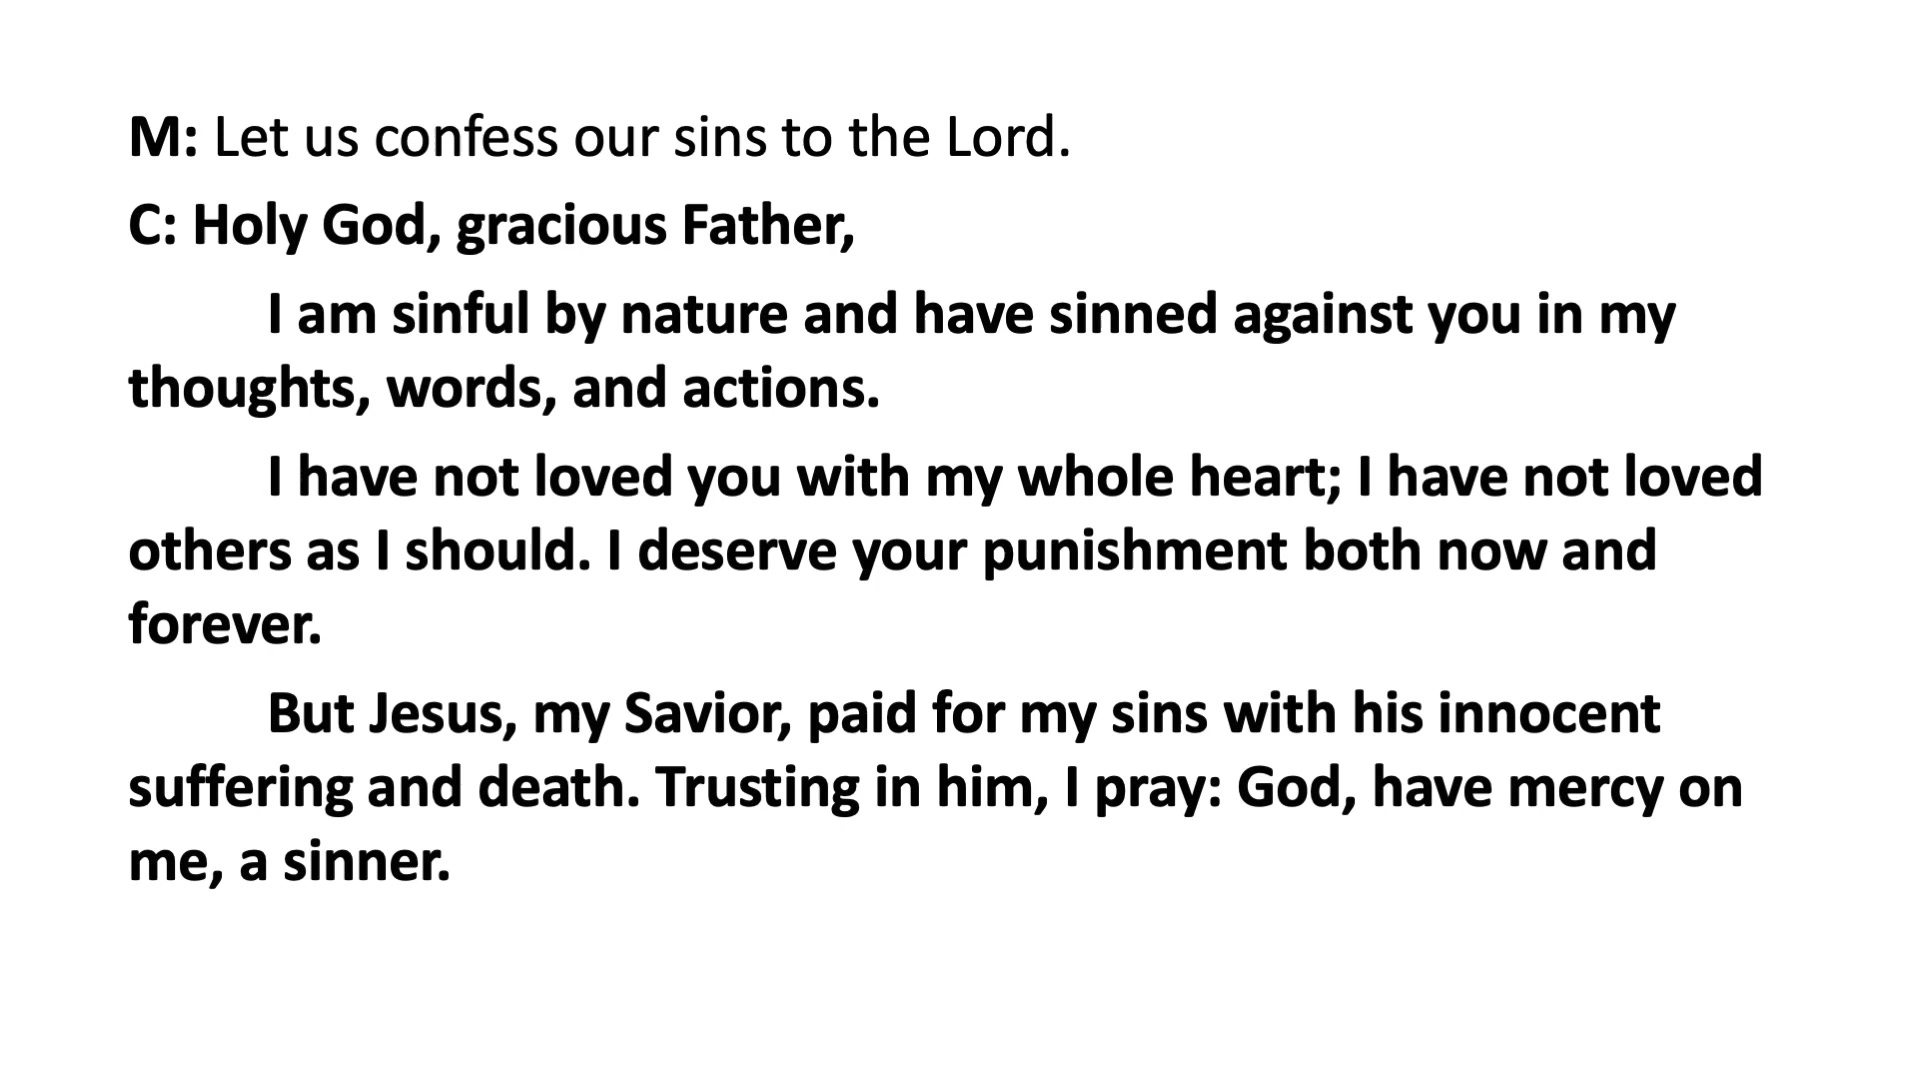 M: Let us confess our sins to the Lord.
C: Holy God, gracious Father,
I am sinful by nature and have sinned against you in my
thoughts, words, and actions.
I have not loved you with my whole heart; I have not loved
others as I should. I deserve your punishment both now and
forever.
But Jesus, my Savior, paid for my sins with his innocent
suffering and death. Trusting in him, I pray: God, have mercy on
me, a sinner.